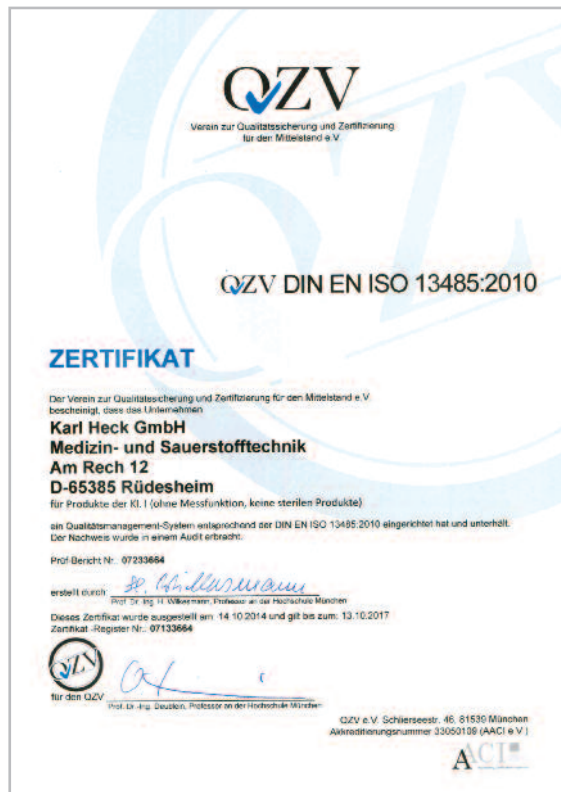 QZV
Verein zur Qualitätssicherung und Zertifizierung
für den Mittelstand e.V.
QZV DIN EN ISO 13485:2010
ZERTIFIKAT
Der Verein zur Qualitätssicherung und Zertifizierung für den Mittelstand e.V.
bescheinigt, dass das Unternehmen
Karl Heck GmbH
Medizin- und Sauerstofftechnik
Am Rech 12
D-65385 Rüdesheim
für Produkte der Kl. I (ohne Messfunktion, keine sterilen Produkte)
ein Qualitätsmanagement-System entsprechend der DIN EN ISO 13485:2010 eingerichtet hat und unterhält.
Der Nachweis wurde in einem Audit erbracht.
Prüf-Bericht Nr.: 07233664
erstellt durch:
Prof. Dr. Ing. H. Wilkesmann, Professor an der Hochschule München
Dieses Zertifikat wurde ausgestellt am: 14.10.2014 und gilt bis zum: 13.10.2017
Zertifikat -Register Nr.: 07133664
QZV
für den QZV
Prof. Dr.-Ing. Deublein, Professor an der Hochschule München
QZV e.V. Schlierseestr. 46, 81539 München
Akkreditierungsnummer 33050109 (AACI e.V.)
AACI